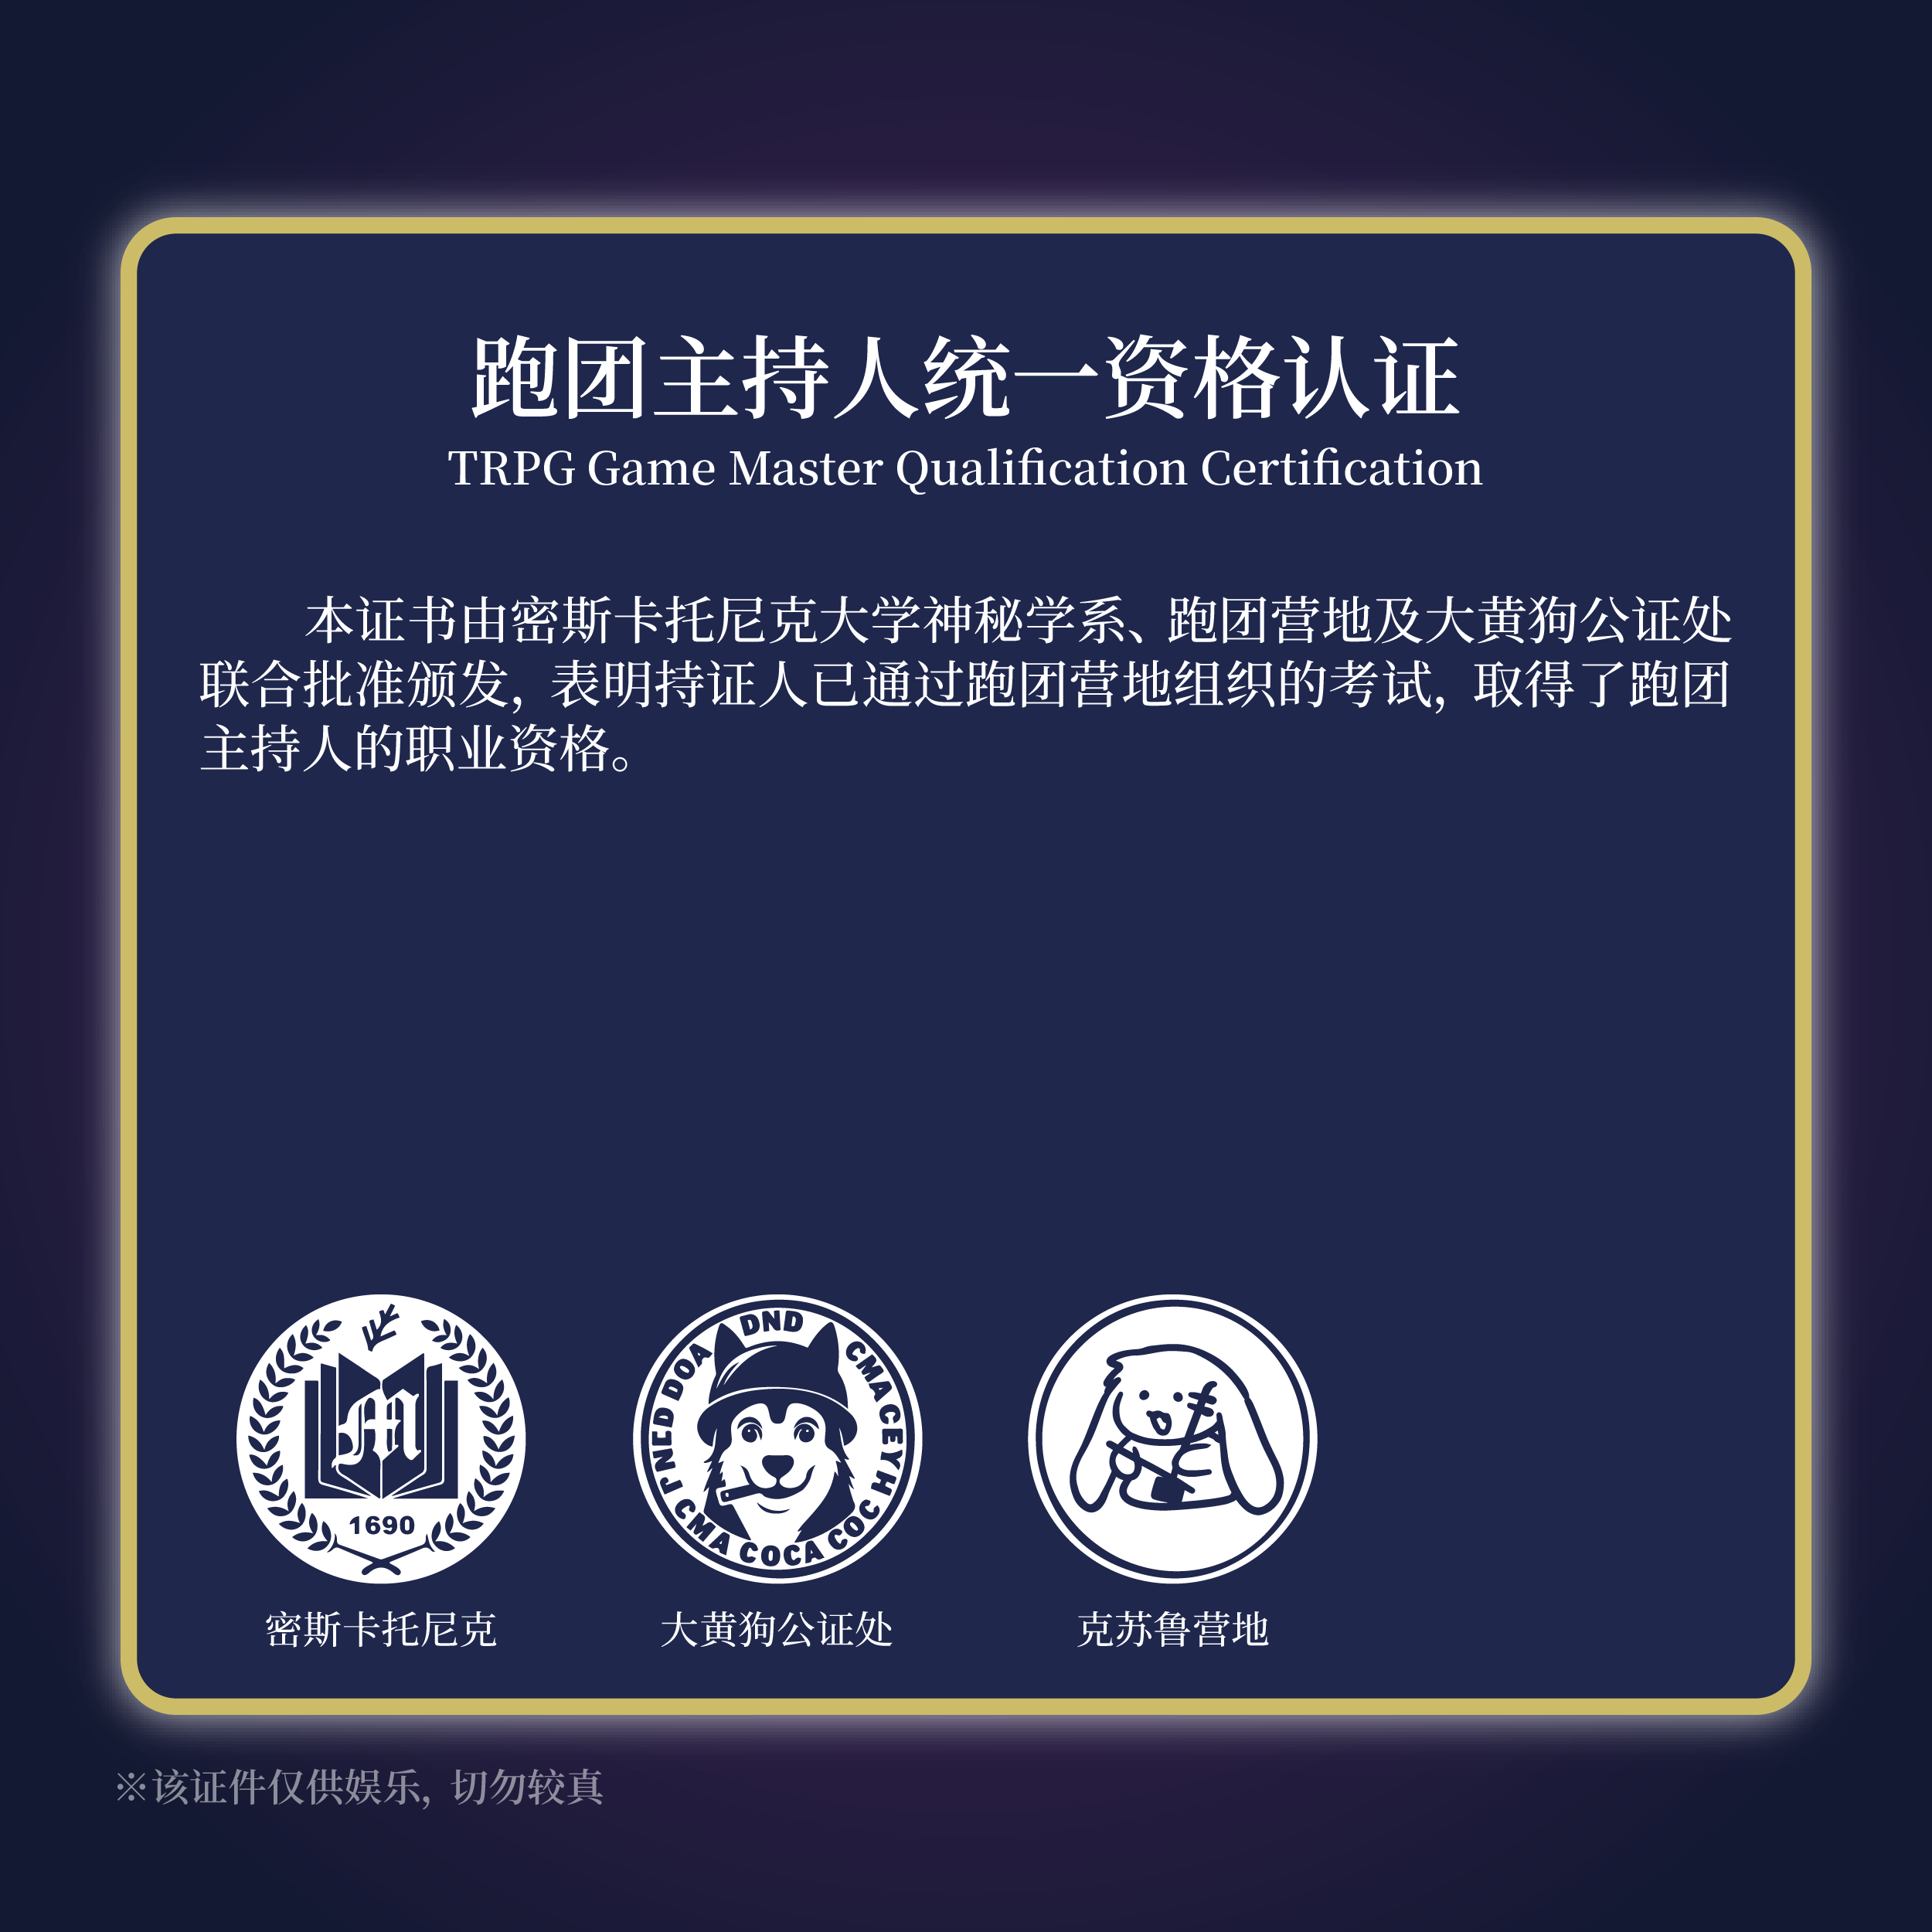 跑团主持人统一资格认证
TRPG Game Master Qualification Certification
本证书由密斯卡托尼克大学神秘学系、跑团营地及大黄狗公证处
联合批准颁发，表明持证人已通过跑团营地组织的考试，取得了跑团
主持人的职业资格。
M
1690
DND
CMA CEYH
COC
COCA
CMA
DOA
密斯卡托尼克
大黄狗公证处
克苏鲁营地
※该证件仅供娱乐，切勿较真